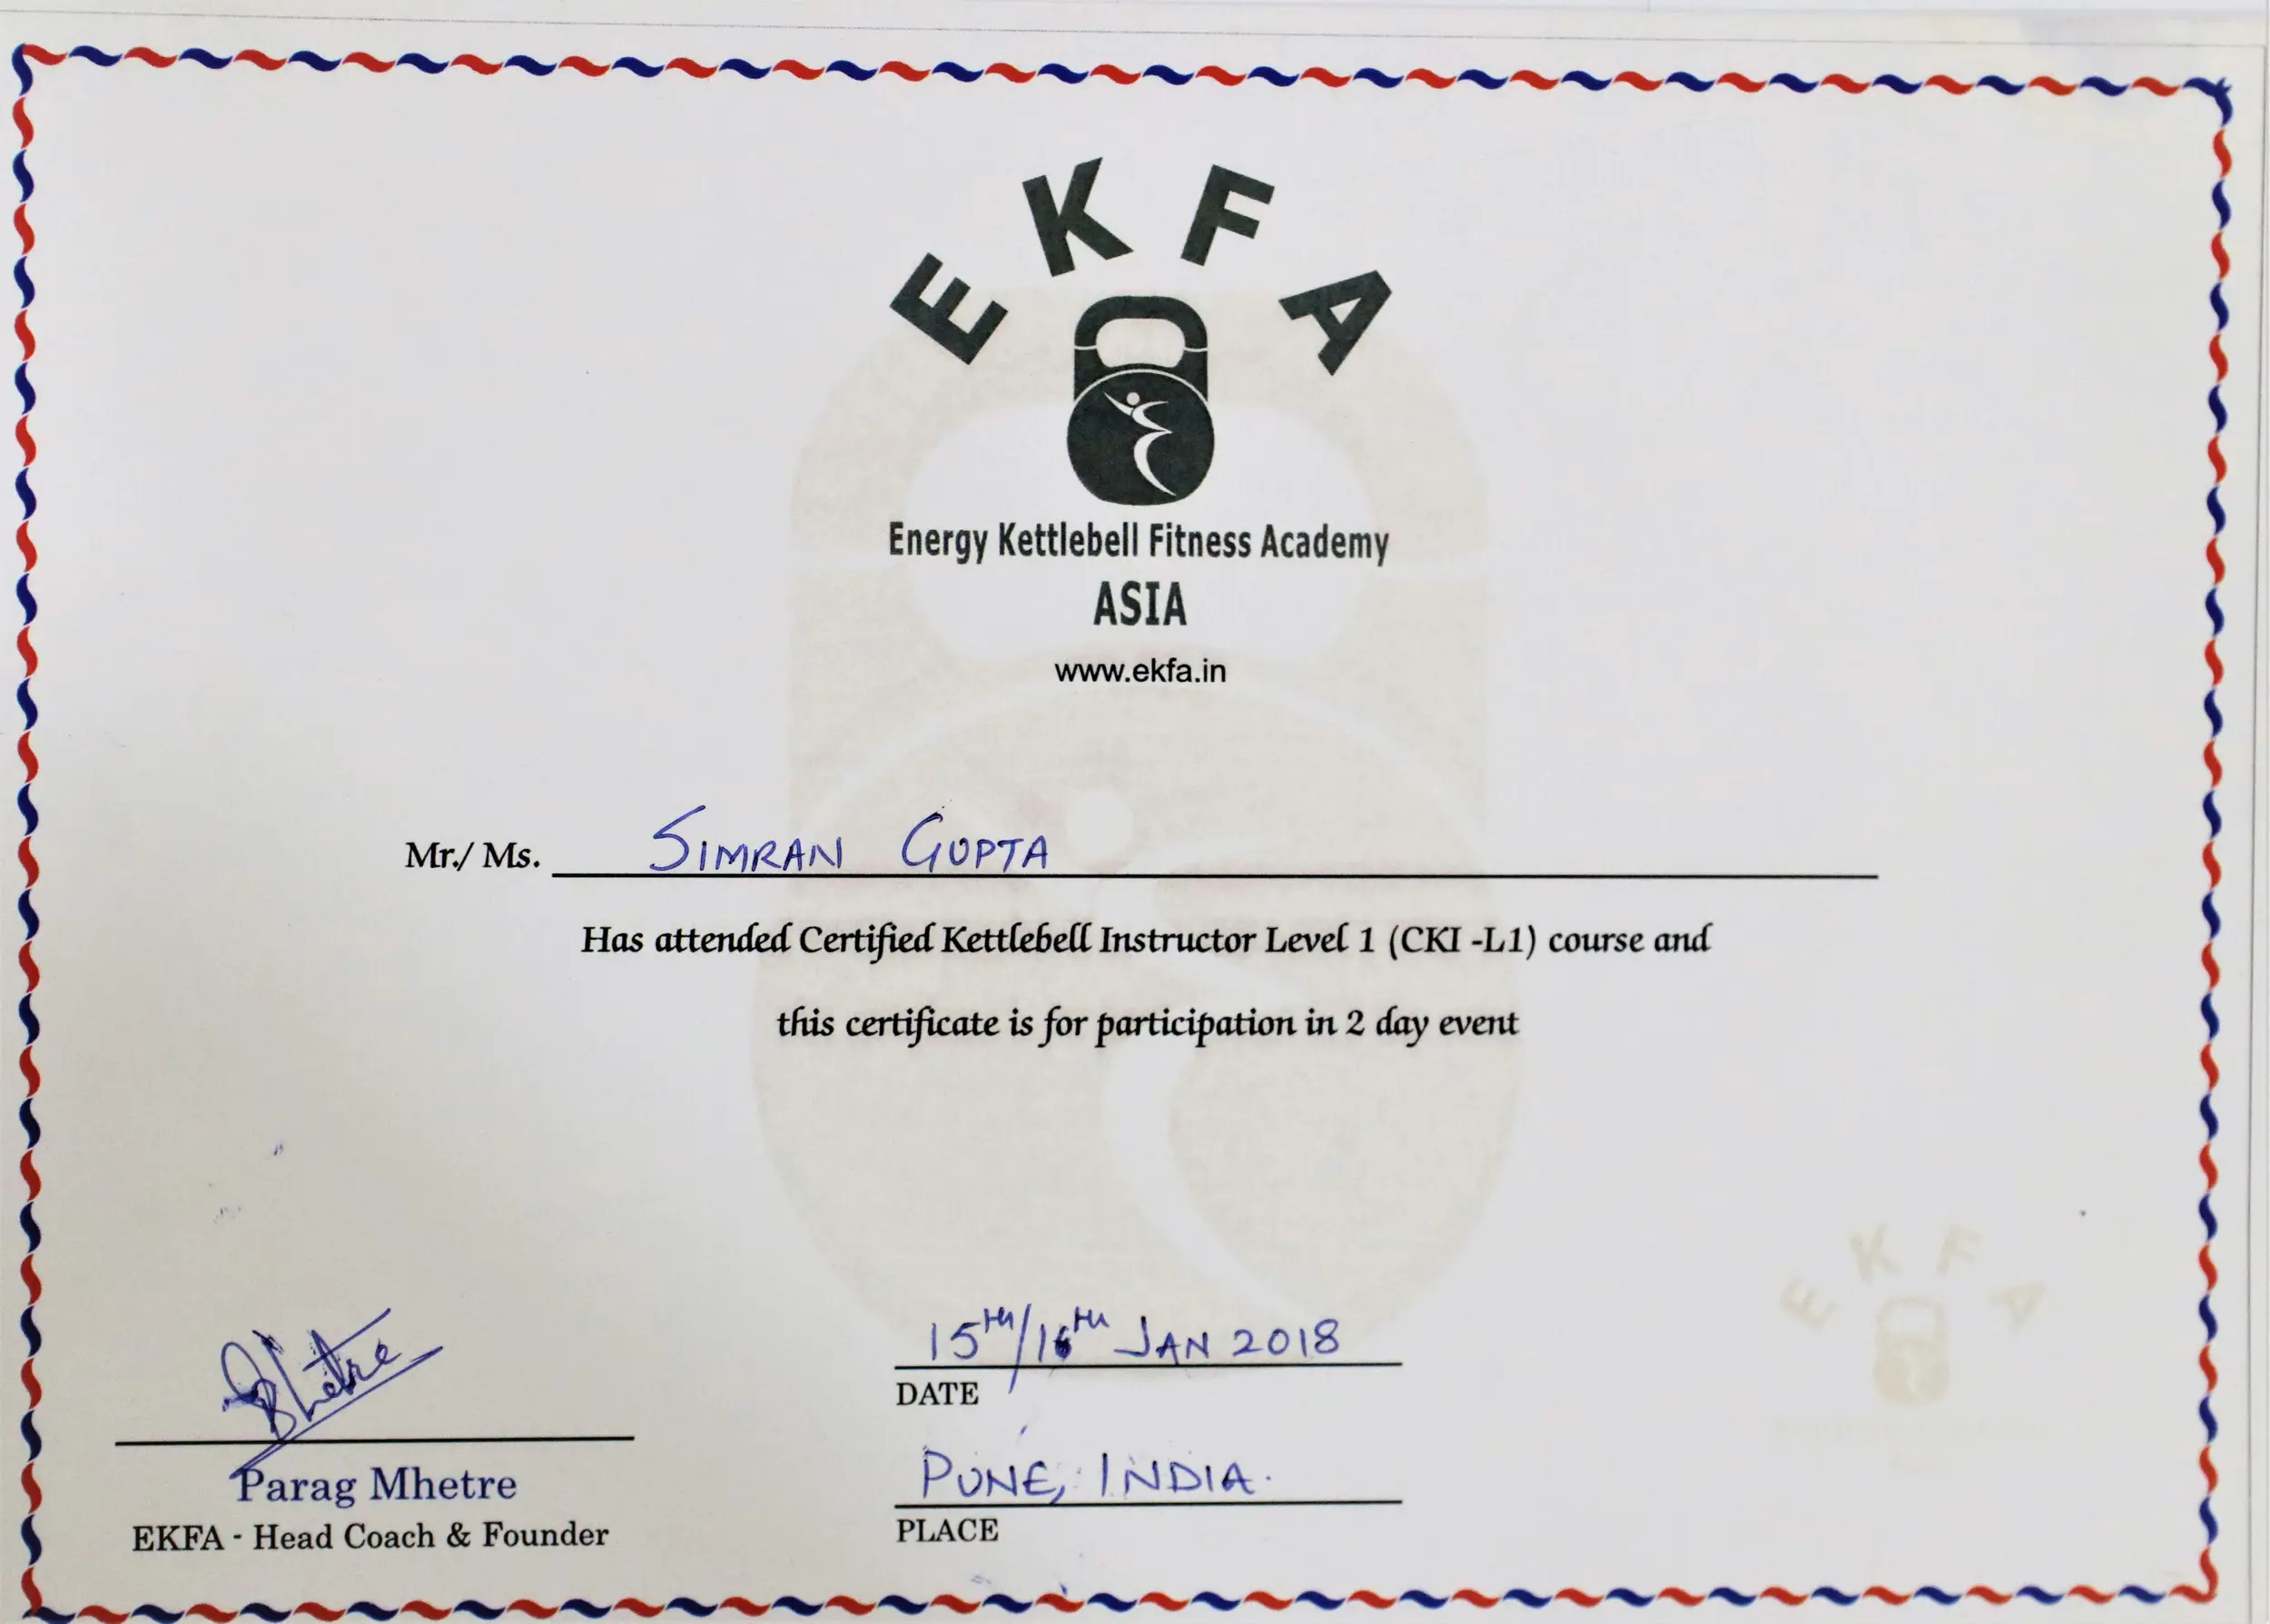 EKFA
Energy Kettlebell Fitness Academy
ASIA
www.ekfa.in
Mr./ Ms. SIMRAN GUPTA
Has attended Certified Kettlebell Instructor Level 1 (CKI -L1) course and
this certificate is for participation in 2 day event
EKFA
Bhetre
15TH/16TH JAN 2018
DATE
PUNE, INDIA.
PLACE
Parag Mhetre
EKFA - Head Coach & Founder